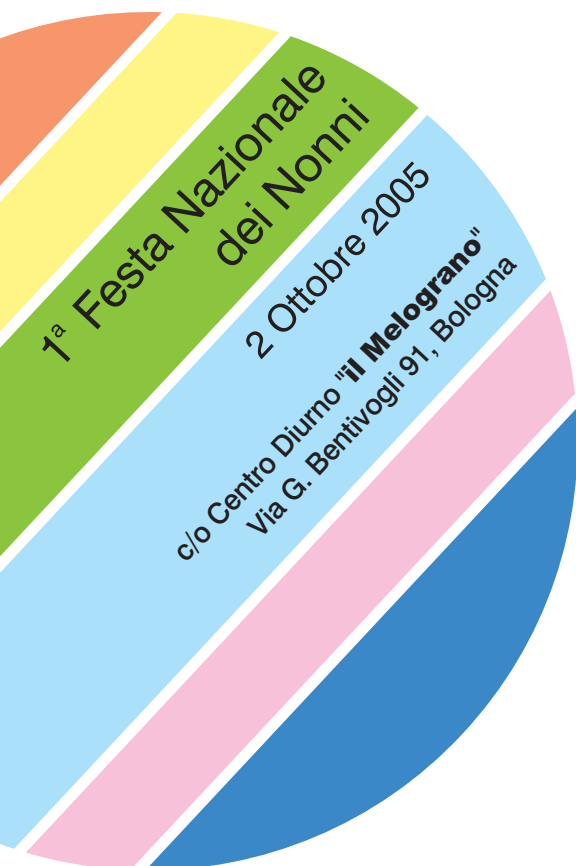 1ª Festa Nazionale
dei Nonni
2 Ottobre 2005
c/o Centro Diurno "il Melograno"
Via G. Bentivogli 91, Bologna